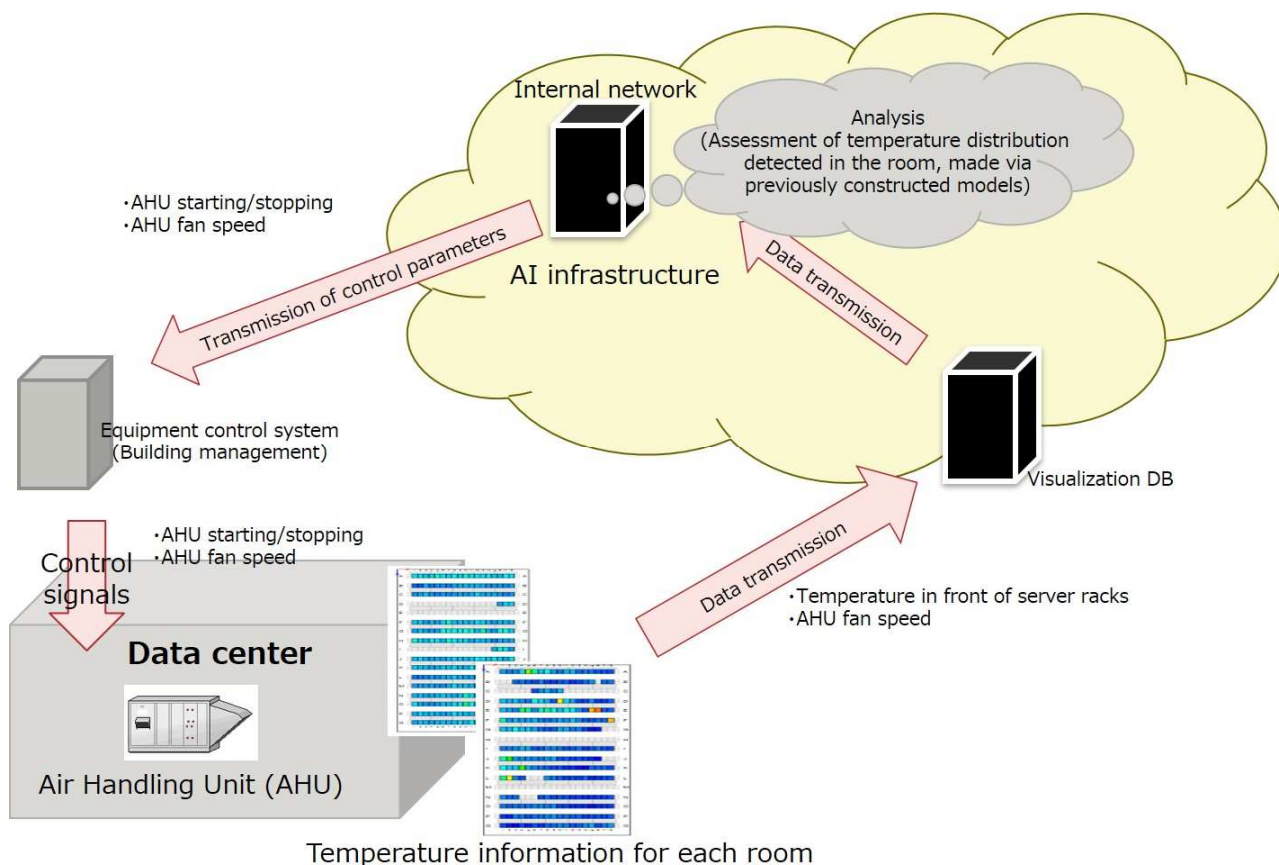 Internal network
Analysis
(Assessment of temperature distribution
detected in the room, made via
previously constructed models)
・AHU starting/stopping
・AHU fan speed
Transmission of control parameters
AI infrastructure
Data transmission
Equipment control system
(Building management)
Visualization DB
・AHU starting/stopping
・AHU fan speed
Control
signals
Data transmission
・Temperature in front of server racks
・AHU fan speed
Data center
Air Handling Unit (AHU)
Temperature information for each room